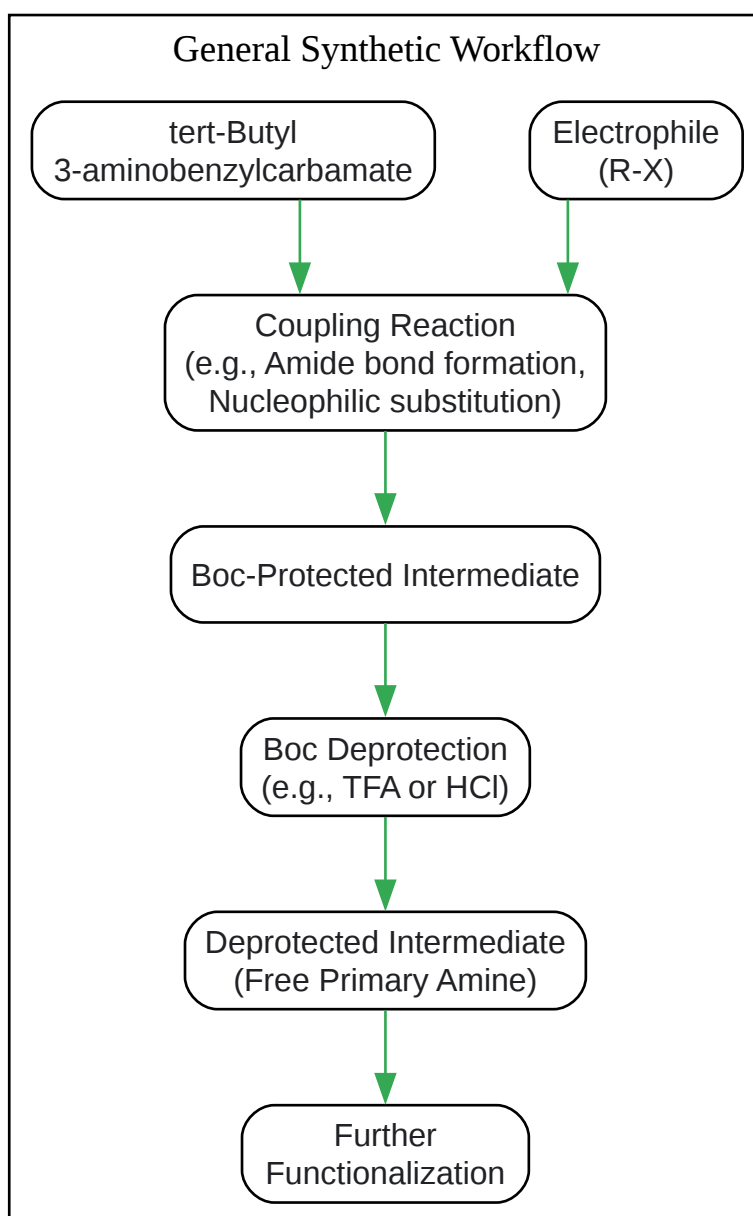 General Synthetic Workflow
tert-Butyl
3-aminobenzylcarbamate
Electrophile
(R-X)
Coupling Reaction
(e.g., Amide bond formation,
Nucleophilic substitution)
Boc-Protected Intermediate
Boc Deprotection
(e.g., TFA or HCl)
Deprotected Intermediate
(Free Primary Amine)
Further
Functionalization